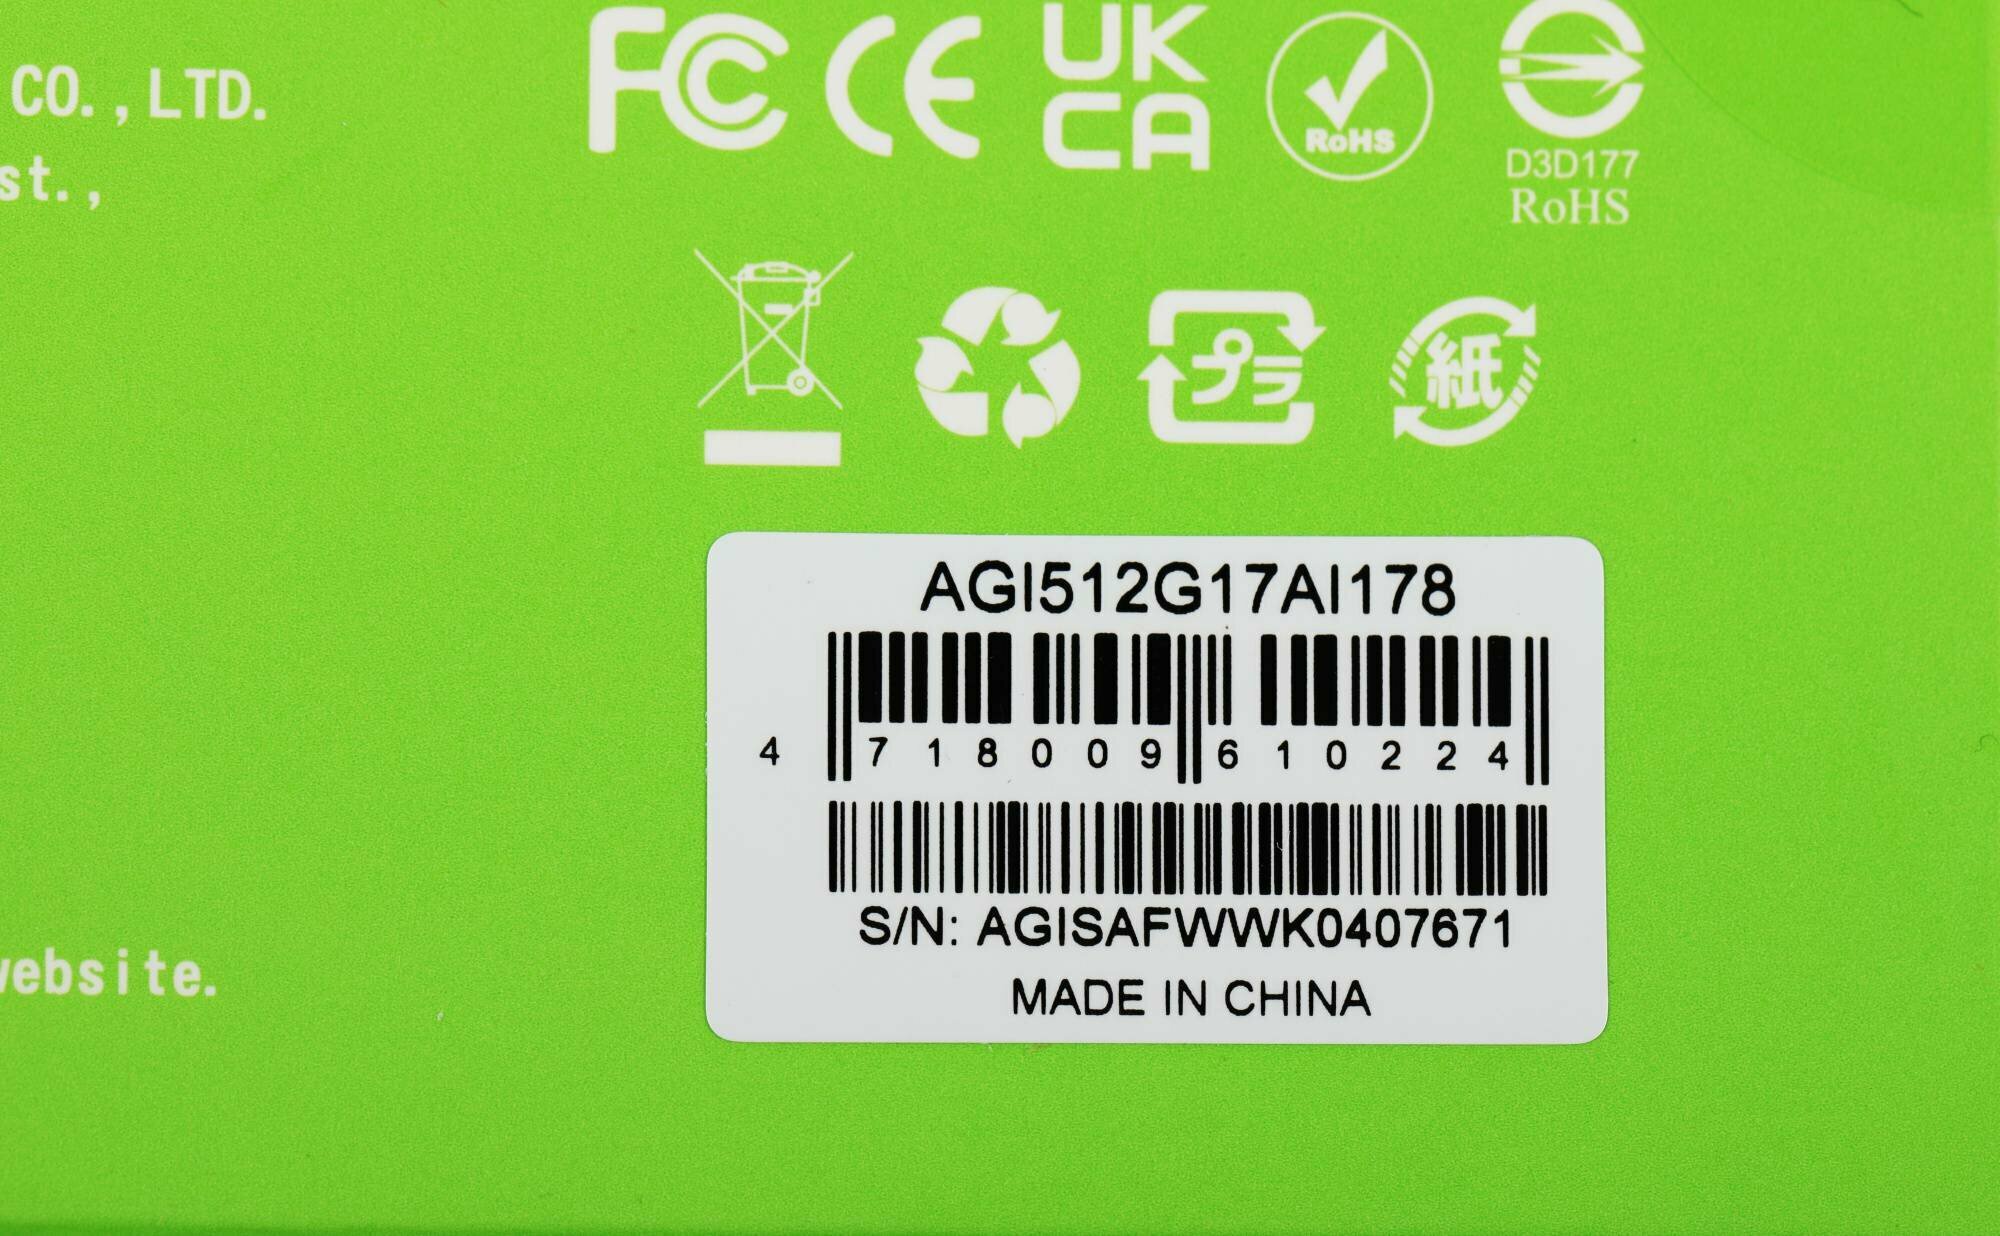 CO., LTD.
st.,
FC CE UK CA
RoHS
D3D177
RoHS
プラ
紙
AGI512G17AI178
4 718009 610224
S/N: AGISAFWWK0407671
MADE IN CHINA
website.